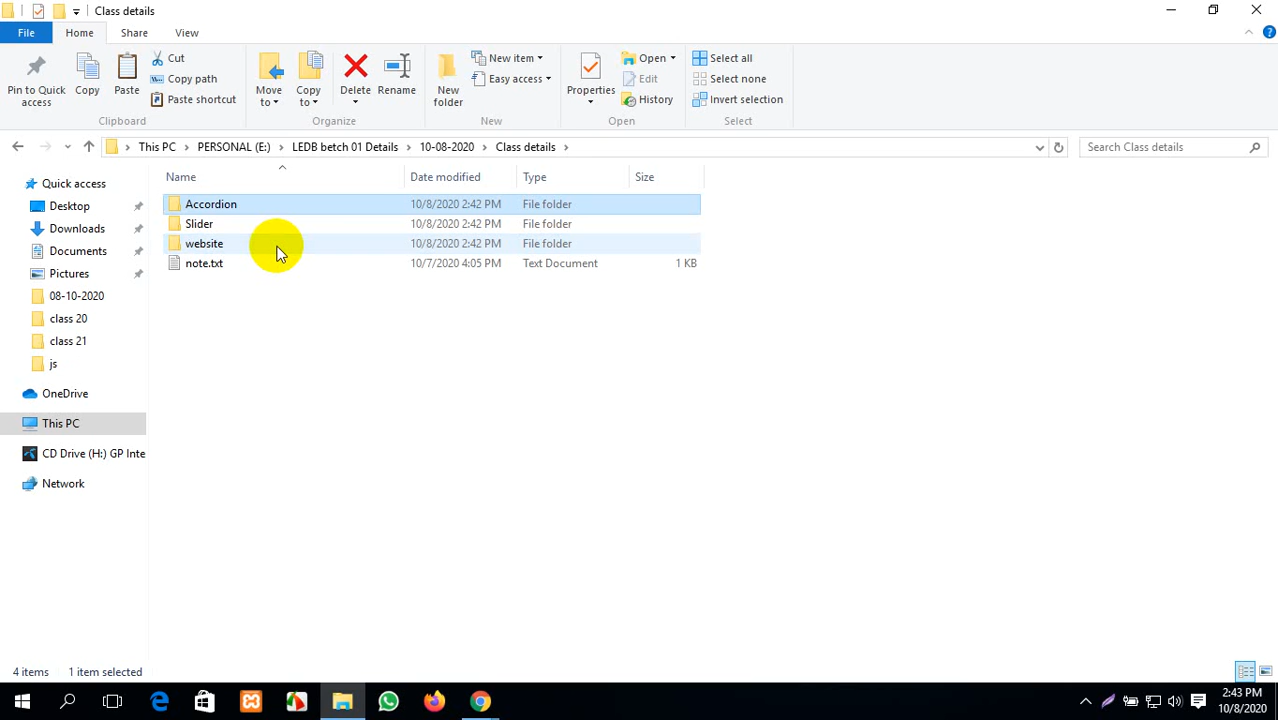 Class details
File Home Share View
Pin to Quick access
Copy
Paste
Cut
Copy path
Paste shortcut
Clipboard
Move to
Copy to
Delete
Rename
Organize
New folder
New item
Easy access
New
Properties
Open
Edit
History
Open
Select all
Select none
Invert selection
Select
This PC PERSONAL (E:) LEDB betch 01 Details 10-08-2020 Class details
Search Class details
Name Date modified Type Size
Accordion 10/8/2020 2:42 PM File folder
Slider 10/8/2020 2:42 PM File folder
website 10/8/2020 2:42 PM File folder
note.txt 10/7/2020 4:05 PM Text Document 1 KB
Quick access
Desktop
Downloads
Documents
Pictures
08-10-2020
class 20
class 21
js
OneDrive
This PC
CD Drive (H:) GP Inte
Network
4 items 1 item selected
2:43 PM
10/8/2020